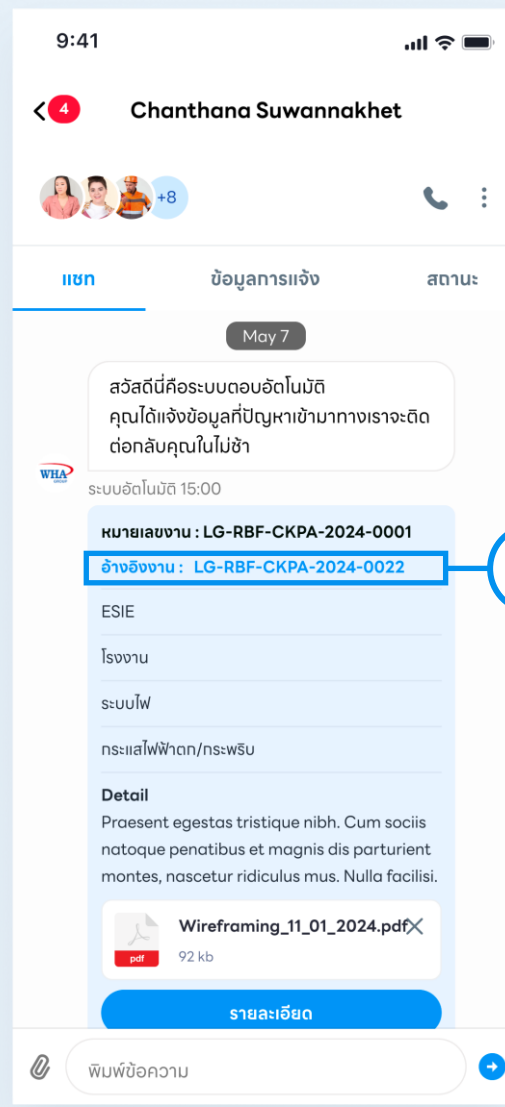 9:41
4
Chanthana Suwannakhet
+8
แชท
ข้อมูลการแจ้ง
สถานะ
May 7
สวัสดีนี่คือระบบตอบอัตโนมัติ
คุณได้แจ้งข้อมูลที่ปัญหาเข้ามาทางเราจะติด
ต่อกลับคุณในไม่ช้า
WHA
GROUP
ระบบอัตโนมัติ 15:00
หมายเลขงาน : LG-RBF-CKPA-2024-0001
อ้างอิงงาน : LG-RBF-CKPA-2024-0022
ESIE
โรงงาน
ระบบไฟ
กระแสไฟฟ้าตก/กระพริบ
Detail
Praesent egestas tristique nibh. Cum sociis
natoque penatibus et magnis dis parturient
montes, nascetur ridiculus mus. Nulla facilisi.
Wireframing_11_01_2024.pdf
pdf
92 kb
รายละเอียด
พิมพ์ข้อความ